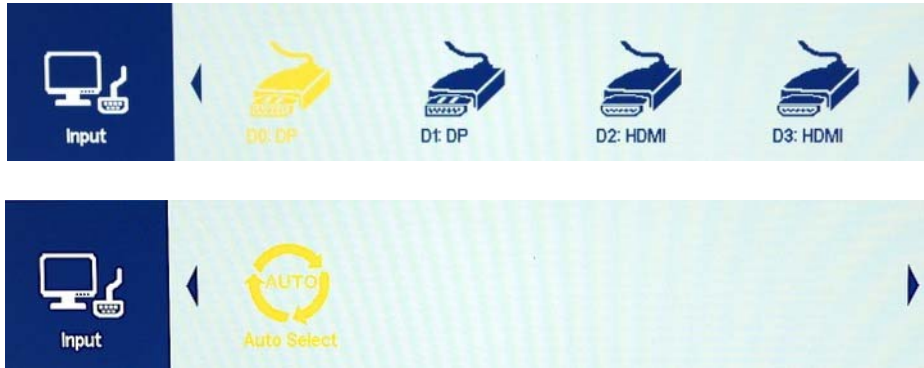 Input
D0: DP
D1: DP
D2: HDMI
D3: HDMI
Input
AUTO
Auto Select